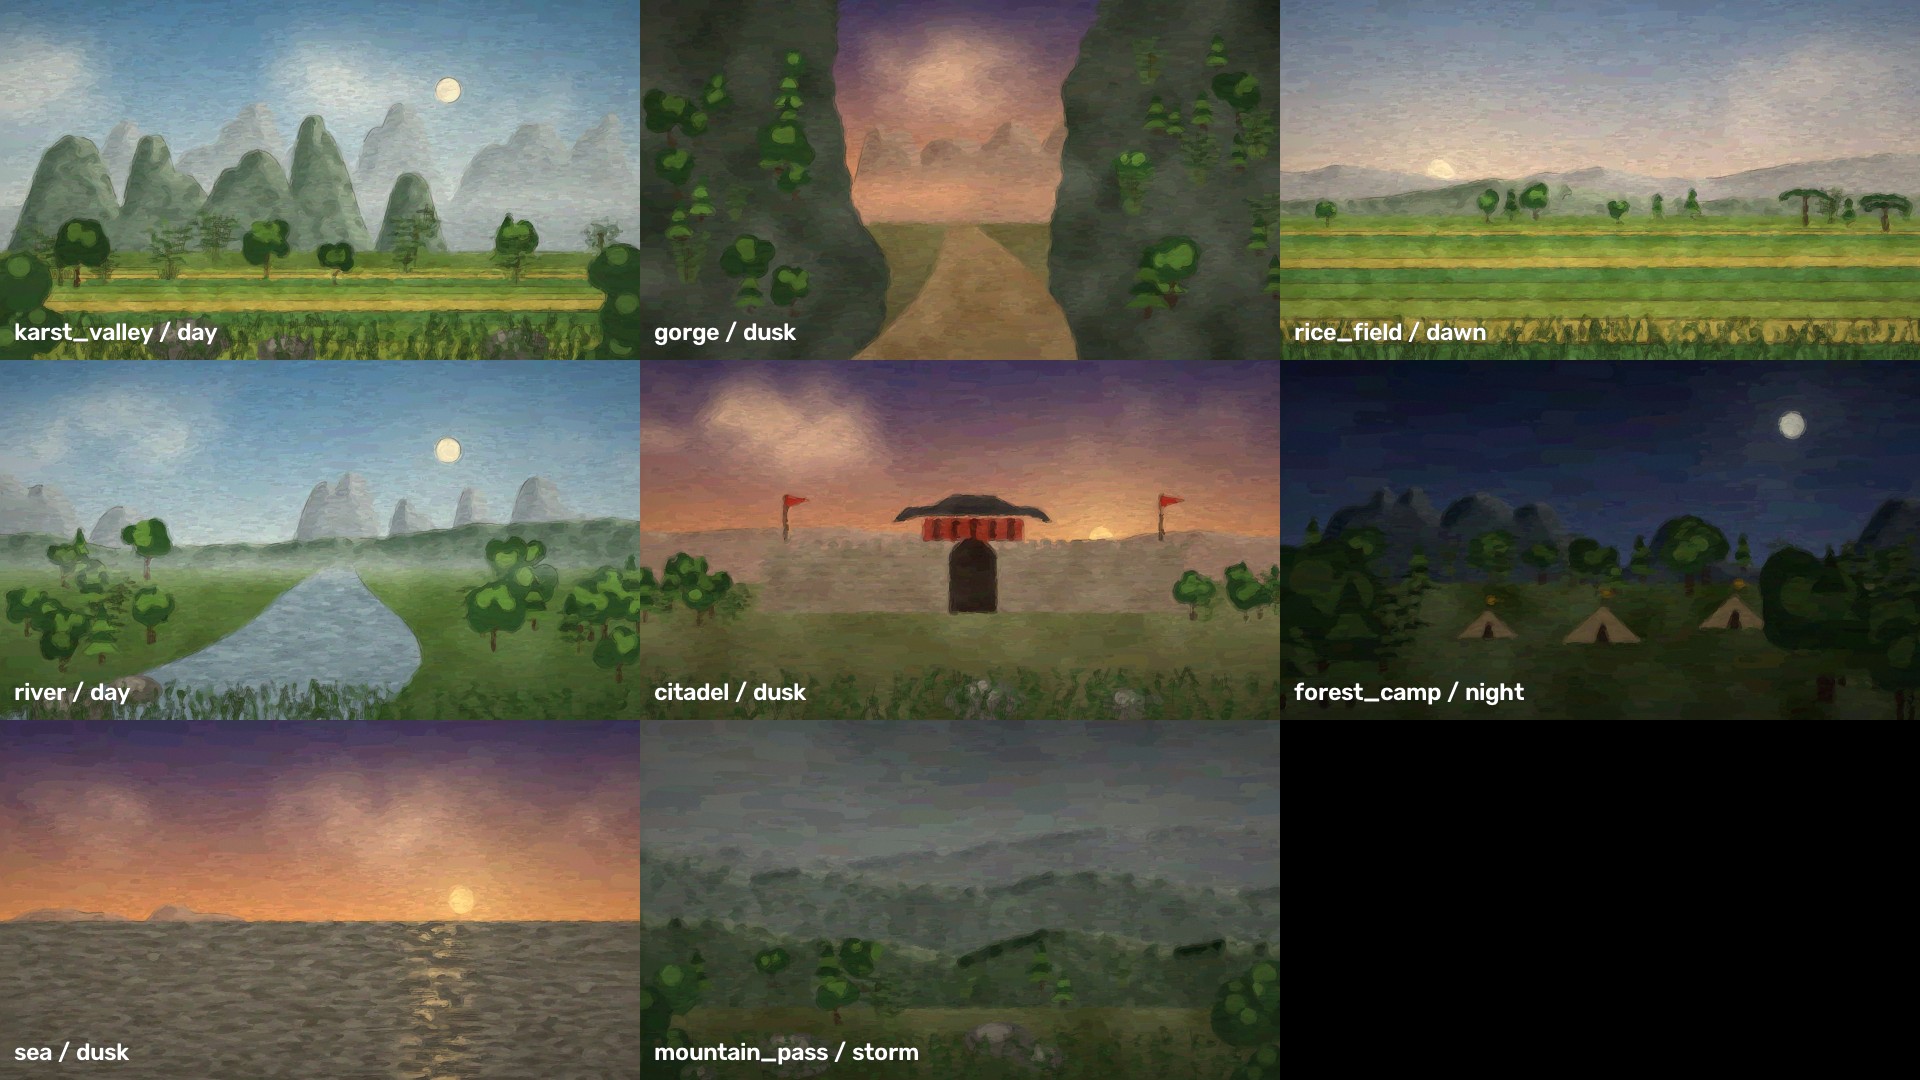 karst_valley / day
gorge / dusk
rice_field / dawn
river / day
citadel / dusk
forest_camp / night
sea / dusk
mountain_pass / storm